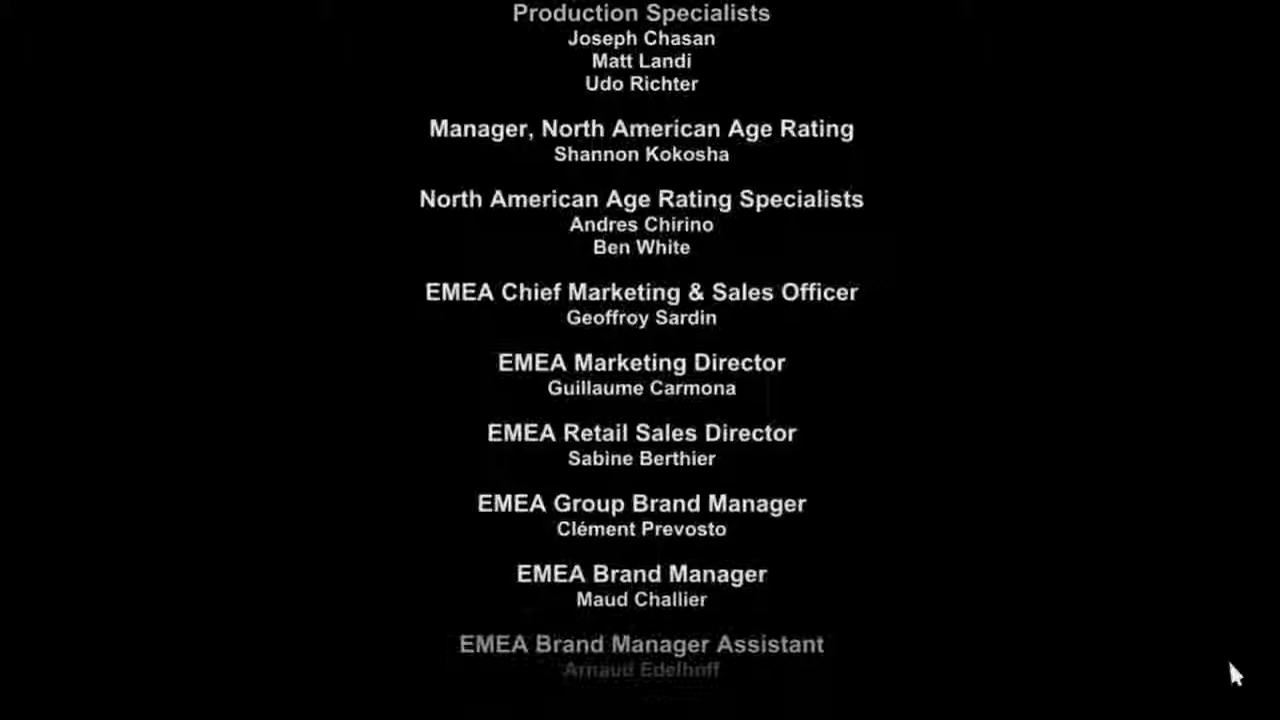 Production Specialists
Joseph Chasan
Matt Landi
Udo Richter
Manager, North American Age Rating
Shannon Kokosha
North American Age Rating Specialists
Andres Chirino
Ben White
EMEA Chief Marketing & Sales Officer
Geoffroy Sardin
EMEA Marketing Director
Guillaume Carmona
EMEA Retail Sales Director
Sabine Berthier
EMEA Group Brand Manager
Clément Prevosto
EMEA Brand Manager
Maud Challier
EMEA Brand Manager Assistant
Arnaud Edelhoff